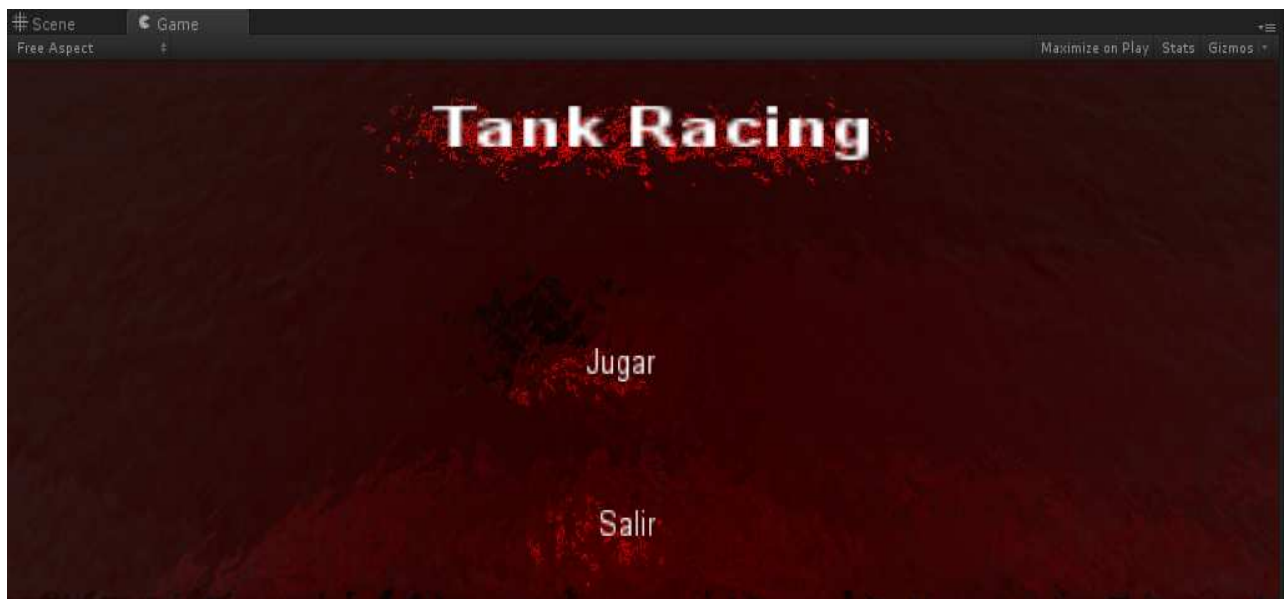 Scene Game
Free Aspect Maximize on Play Stats Gizmos
Tank Racing
Jugar
Salir